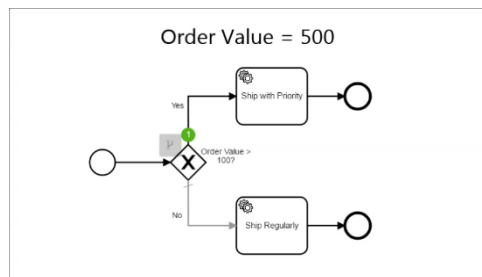 Order Value = 500
Ship with Priority
Yes
1
Order Value >
100?
No
Ship Regularly